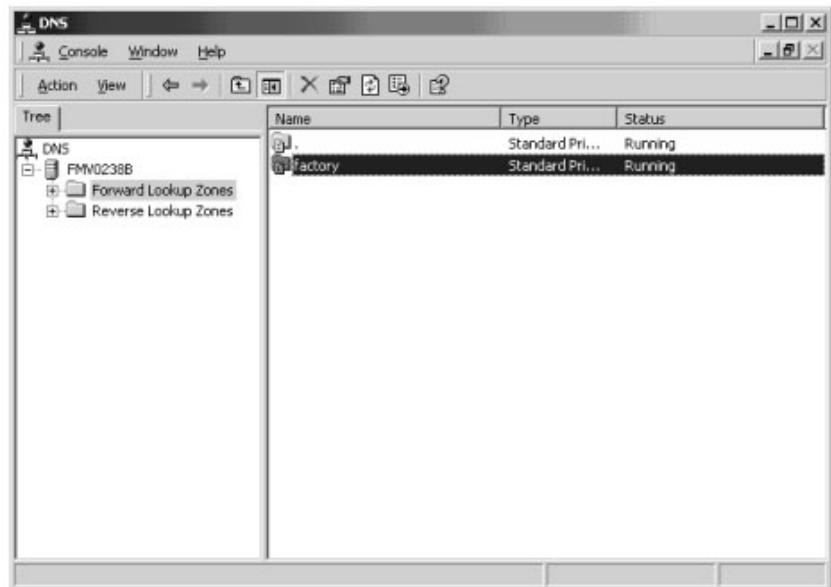 DNS
Console Window Help
Action View
Tree
Name Type Status
DNS
FMV0238B
Forward Lookup Zones
Reverse Lookup Zones
. Standard Pri... Running
factory Standard Pri... Running